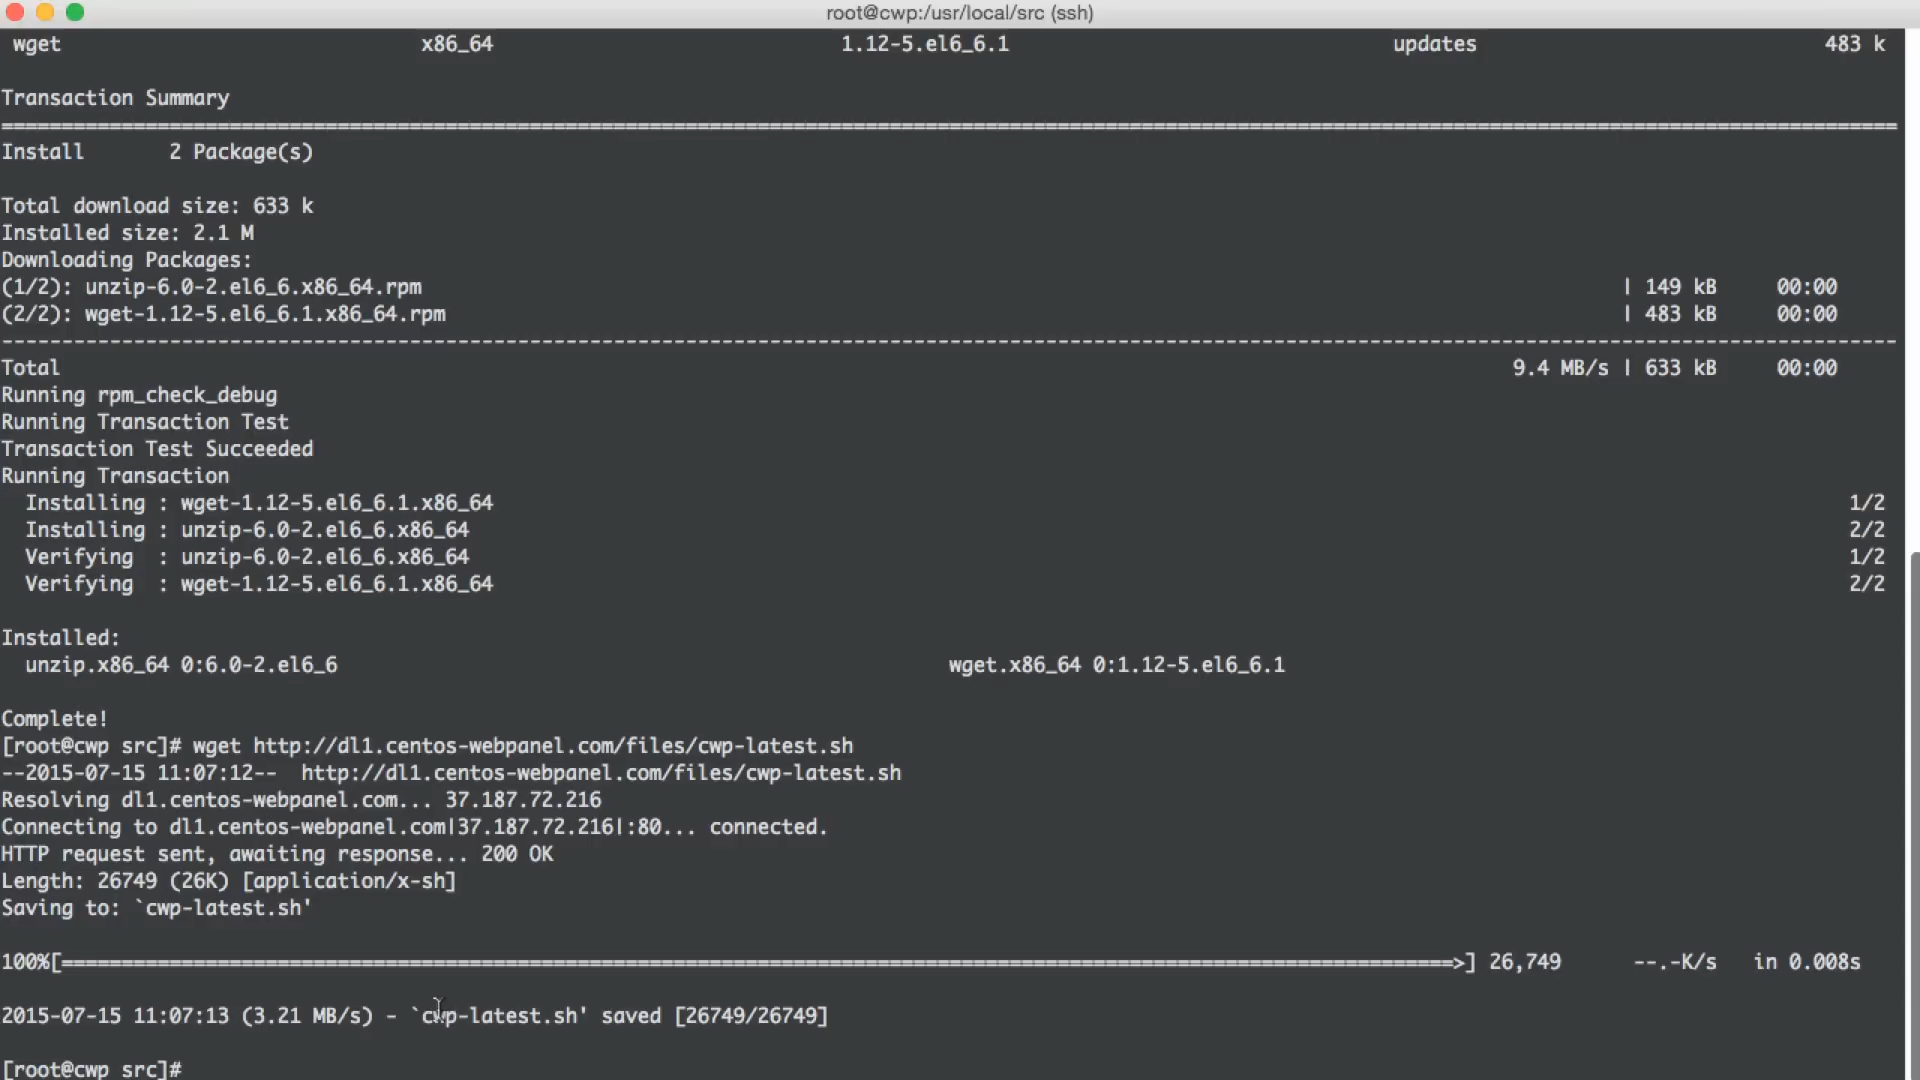 root@cwp:/usr/local/src (ssh)
wget x86_64 1.12-5.el6_6.1 updates 483 k
Transaction Summary
================================================================================
Install 2 Package(s)
Total download size: 633 k
Installed size: 2.1 M
Downloading Packages:
(1/2): unzip-6.0-2.el6_6.x86_64.rpm | 149 kB 00:00
(2/2): wget-1.12-5.el6_6.1.x86_64.rpm | 483 kB 00:00
--------------------------------------------------------------------------------
Total 9.4 MB/s | 633 kB 00:00
Running rpm_check_debug
Running Transaction Test
Transaction Test Succeeded
Running Transaction
Installing : wget-1.12-5.el6_6.1.x86_64 1/2
Installing : unzip-6.0-2.el6_6.x86_64 2/2
Verifying : unzip-6.0-2.el6_6.x86_64 1/2
Verifying : wget-1.12-5.el6_6.1.x86_64 2/2
Installed:
unzip.x86_64 0:6.0-2.el6_6 wget.x86_64 0:1.12-5.el6_6.1
Complete!
[root@cwp src]# wget http://dl1.centos-webpanel.com/files/cwp-latest.sh
--2015-07-15 11:07:12-- http://dl1.centos-webpanel.com/files/cwp-latest.sh
Resolving dl1.centos-webpanel.com... 37.187.72.216
Connecting to dl1.centos-webpanel.com|37.187.72.216|:80... connected.
HTTP request sent, awaiting response... 200 OK
Length: 26749 (26K) [application/x-sh]
Saving to: `cwp-latest.sh'
100%[==============================================================>] 26,749 --.-K/s in 0.008s
2015-07-15 11:07:13 (3.21 MB/s) - `cwp-latest.sh' saved [26749/26749]
[root@cwp src]#